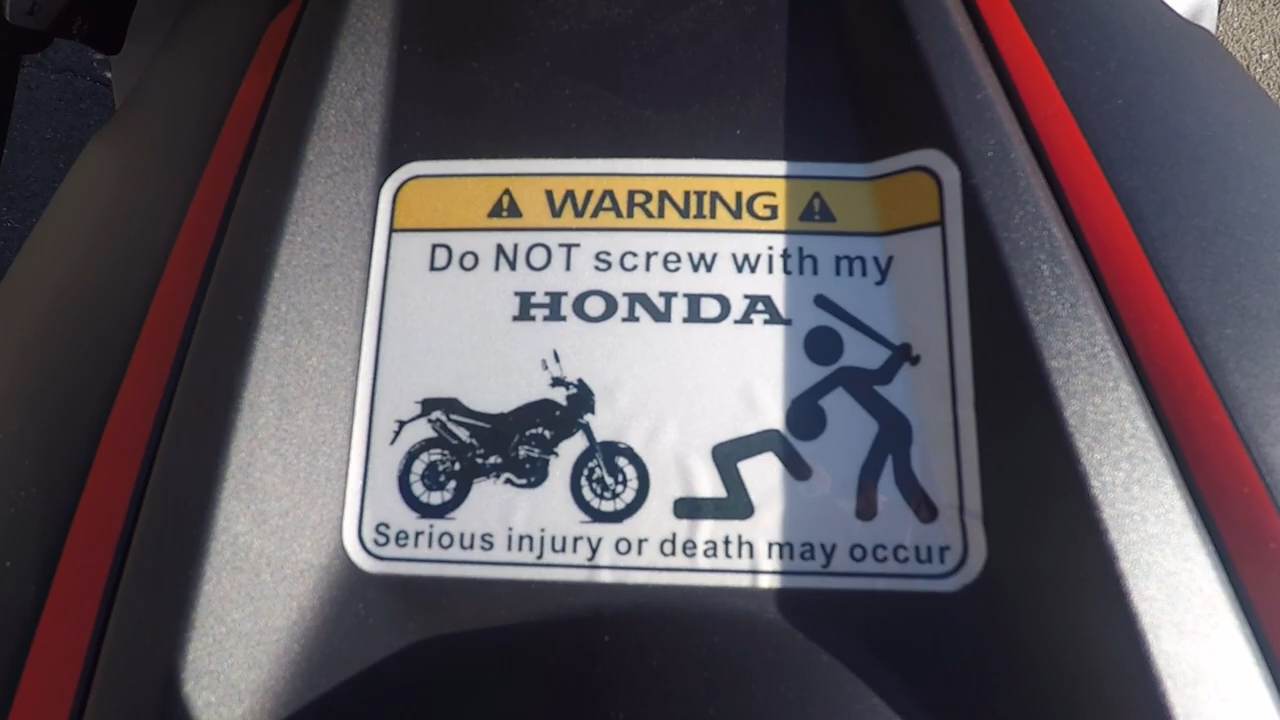 WARNING
Do NOT screw with my
HONDA
Serious injury or death may occur